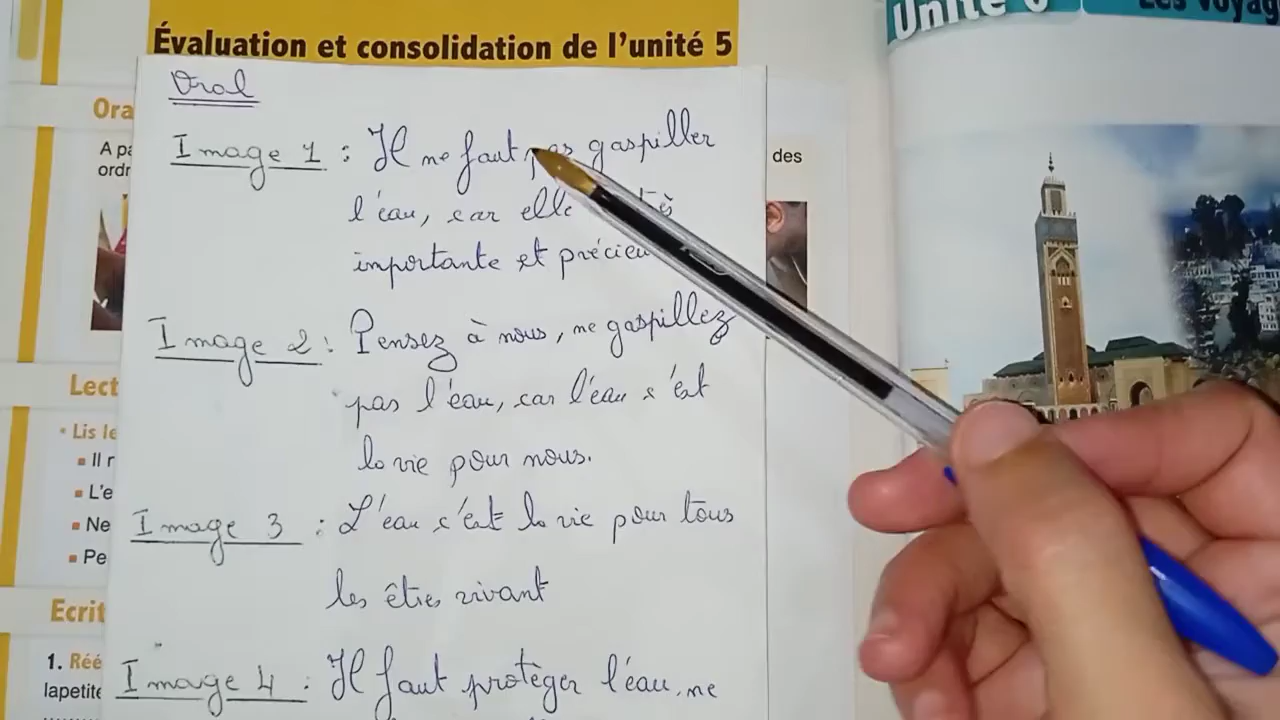 Évaluation et consolidation de l'unité 5
Oral
Image 1 : Il ne faut pas gaspiller
l'eau, car elle
importante et
Image 2 : Pensez à nous, ne gaspillez
pas l'eau, car l'eau c'est
la vie pour nous.
Image 3 : L'eau c'est la vie pour tous
les êtres vivant
Image 4 : Il faut protèger l'eau, ne
Ora
A pa
ordr
des
Lect
• Lis le
▪ Il r
▪ L'e
▪ Ne
▪ Pe
Ecrit
1. Réé
lapetite
Unité 6
Les voyag